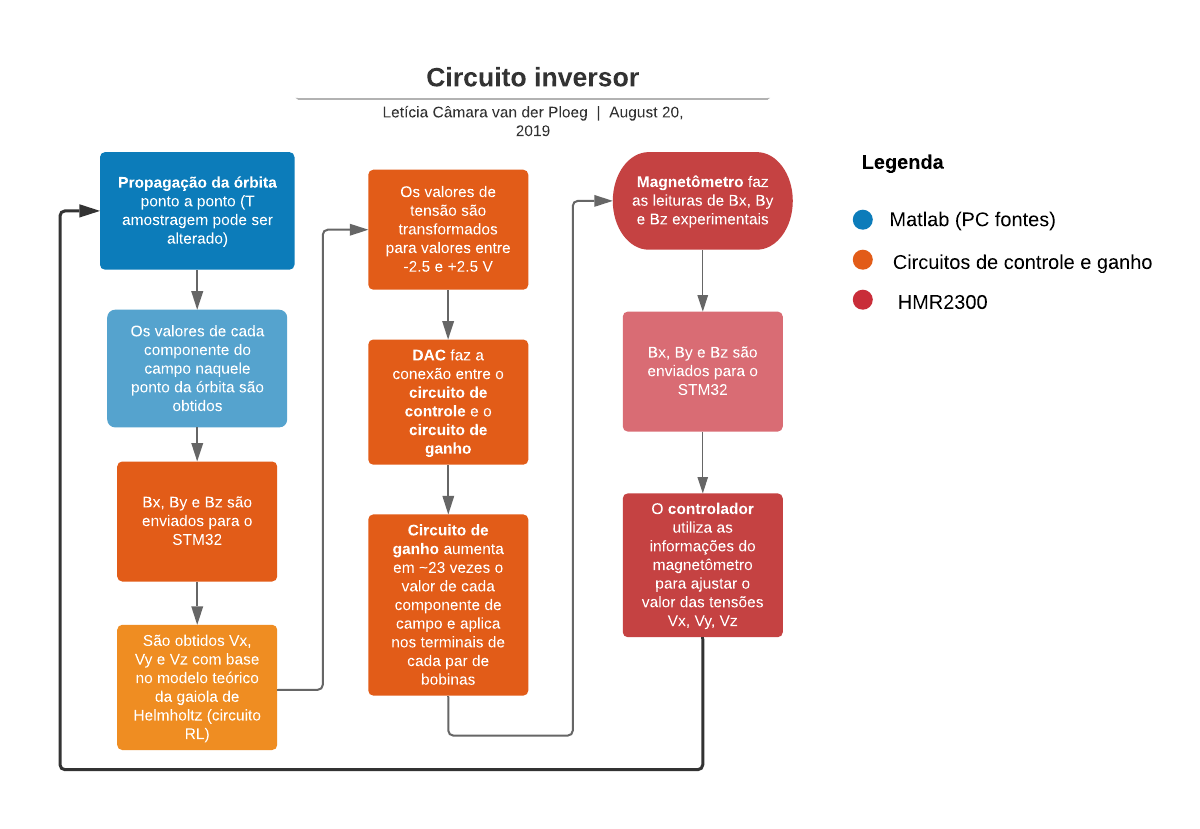 Circuito inversor
Letícia Câmara van der Ploeg | August 20,
2019
Propagação da órbita
ponto a ponto (T
amostragem pode ser
alterado)
Os valores de cada
componente do
campo naquele
ponto da órbita são
obtidos
Bx, By e Bz são
enviados para o
STM32
São obtidos Vx,
Vy e Vz com base
no modelo teórico
da gaiola de
Helmholtz (circuito
RL)
Os valores de
tensão são
transformados
para valores entre
-2.5 e +2.5 V
DAC faz a
conexão entre o
circuito de
controle e o
circuito de
ganho
Circuito de
ganho aumenta
em ~23 vezes o
valor de cada
componente de
campo e aplica
nos terminais de
cada par de
bobinas
Magnetômetro faz
as leituras de Bx, By
e Bz experimentais
Bx, By e Bz são
enviados para o
STM32
O controlador
utiliza as
informações do
magnetômetro
para ajustar o
valor das tensões
Vx, Vy, Vz
Legenda
Matlab (PC fontes)
Circuitos de controle e ganho
HMR2300